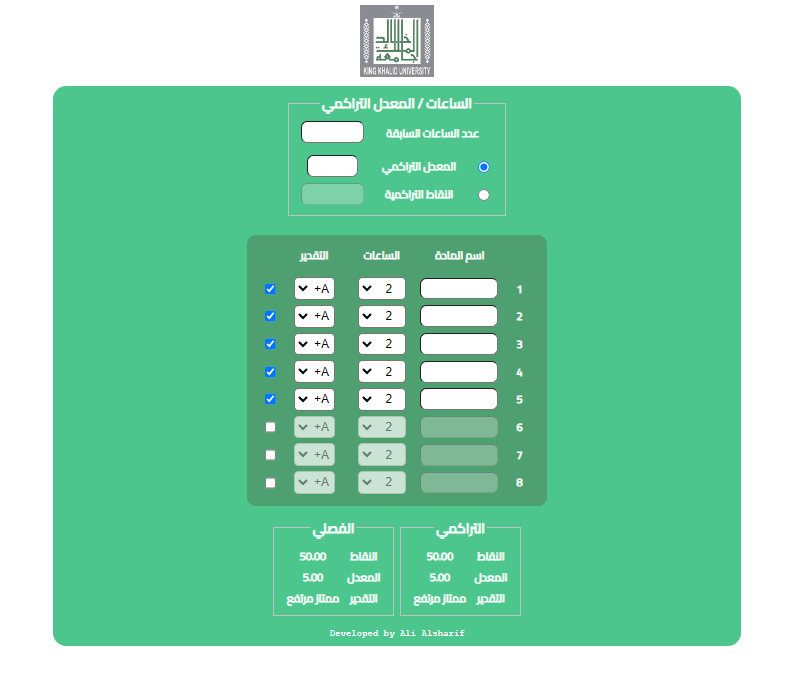 جامعة الملك خالد
KING KHALID UNIVERSITY
الساعات / المعدل التراكمي
عدد الساعات السابقة
المعدل التراكمي
النقاط التراكمية
اسم المادة الساعات التقدير
1 2 A+
2 2 A+
3 2 A+
4 2 A+
5 2 A+
6 2 A+
7 2 A+
8 2 A+
التراكمي
النقاط 50.00
المعدل 5.00
التقدير ممتاز مرتفع
الفصلي
النقاط 50.00
المعدل 5.00
التقدير ممتاز مرتفع
Developed by Ali Alsharif